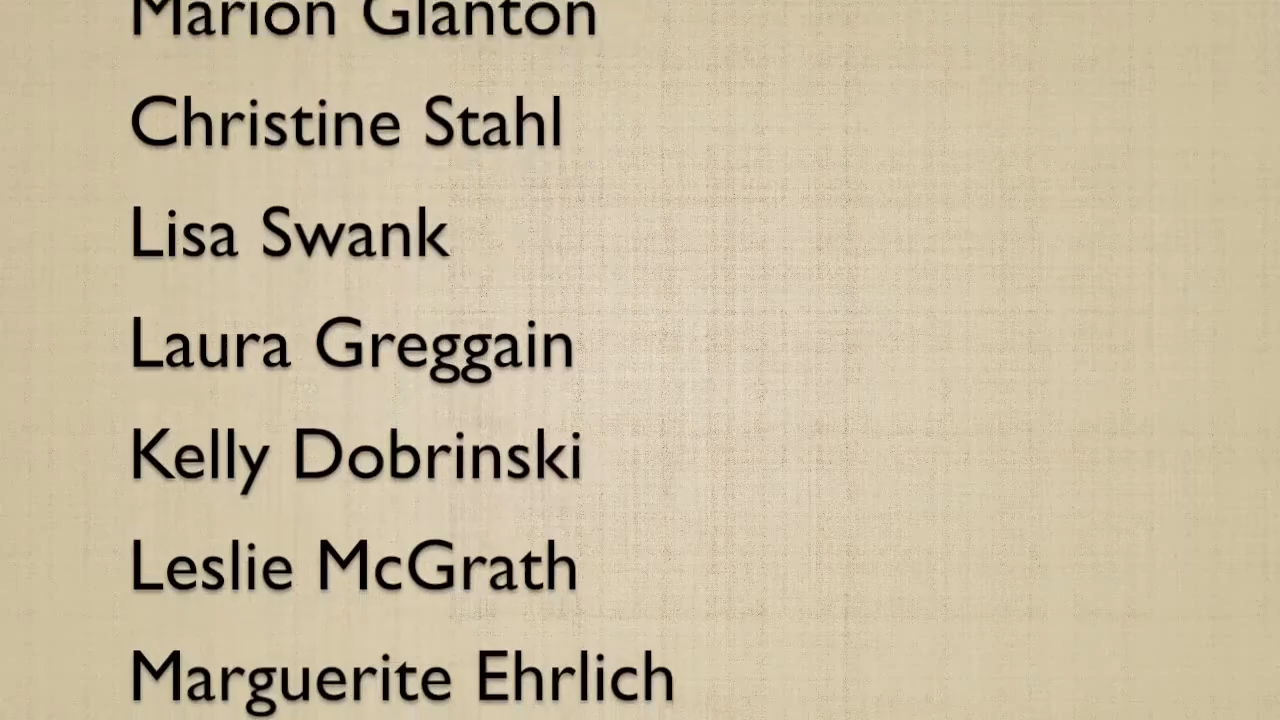 Marion Glanton
Christine Stahl
Lisa Swank
Laura Greggain
Kelly Dobrinski
Leslie McGrath
Marguerite Ehrlich